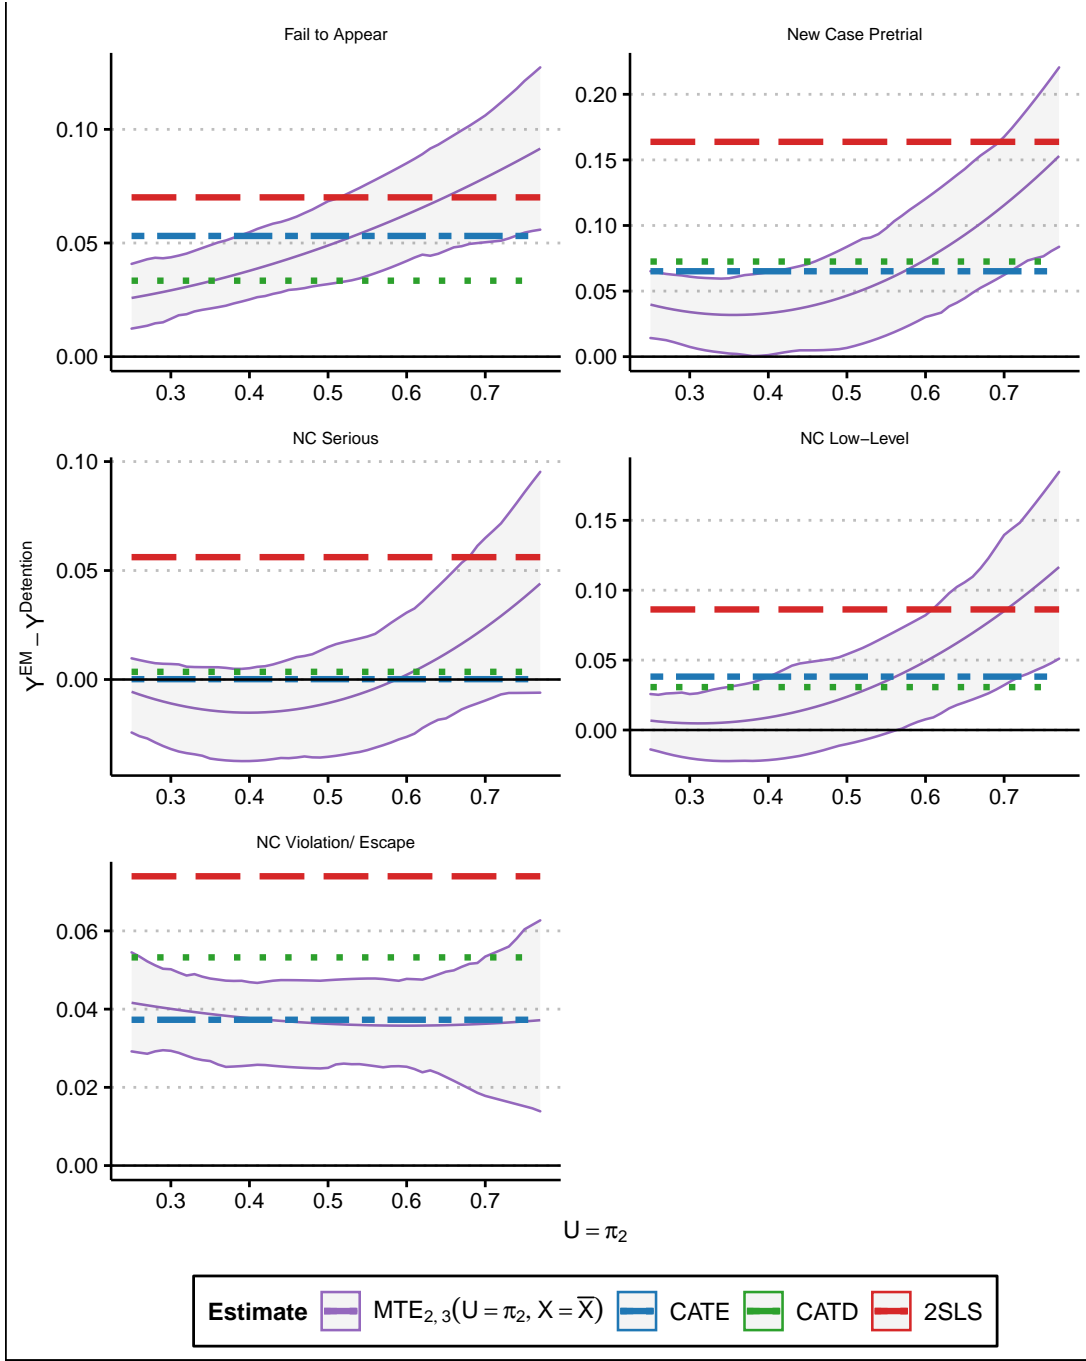 Fail to Appear
0.10
0.05
0.00
0.3 0.4 0.5 0.6 0.7
New Case Pretrial
0.20
0.15
0.10
0.05
0.00
0.3 0.4 0.5 0.6 0.7
NC Serious
0.10
0.05
0.00
0.3 0.4 0.5 0.6 0.7
NC Low−Level
0.15
0.10
0.05
0.00
0.3 0.4 0.5 0.6 0.7
NC Violation/ Escape
0.06
0.04
0.02
0.00
0.3 0.4 0.5 0.6 0.7
Y^EM − Y^Detention
U = π₂
Estimate MTE₂,₃(U = π₂, X = X̅) CATE CATD 2SLS